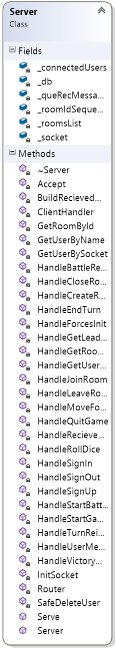 Server
Class
Fields
_connectedUsers
_db
_queRecMessa...
_roomIdSeque...
_roomsList
_socket
Methods
~Server
Accept
BuildRecieved...
ClientHandler
GetRoomById
GetUserByName
GetUserBySocket
HandleBattleRe...
HandleCloseRo...
HandleCreateR...
HandleEndTurn
HandleForcesInit
HandleGetLead...
HandleGetRoo...
HandleGetUser...
HandleJoinRoom
HandleLeaveRo...
HandleMoveFo...
HandleQuitGame
HandleRecieve...
HandleRollDice
HandleSignIn
HandleSignOut
HandleSignUp
HandleStartBatt...
HandleStartGa...
HandleTurnRei...
HandleUserMe...
HandleVictory...
InitSocket
Router
SafeDeleteUser
Serve
Server